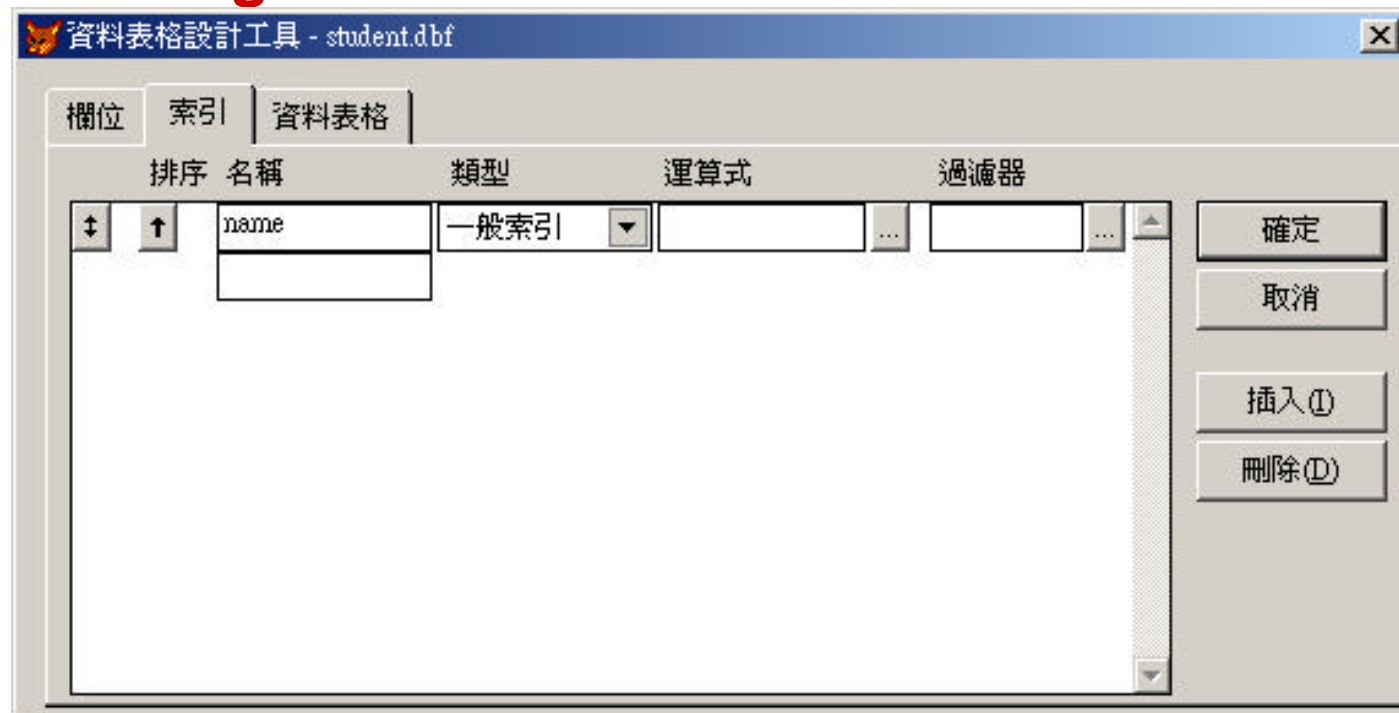 資料表格設計工具 - student.dbf
欄位 索引 資料表格
排序 名稱 類型 運算式 過濾器
name 一般索引 ... ...
確定
取消
插入(I)
刪除(D)